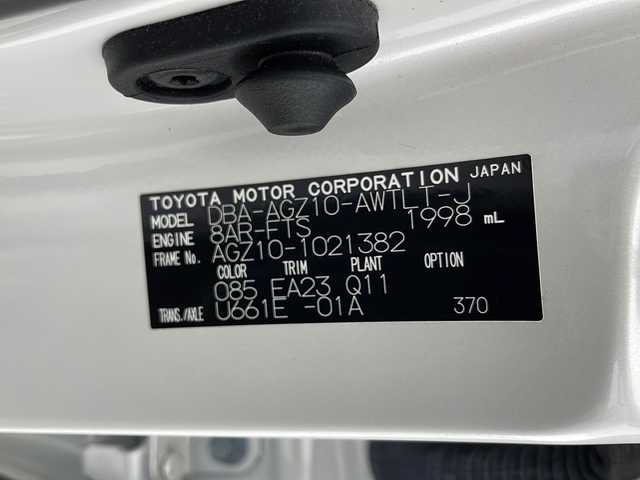 TOYOTA MOTOR CORPORATION JAPAN
MODEL DBA-AGZ10-AWTLT-J
ENGINE 8AR-FTS 1998 mL
FRAME No. AGZ10-1021382
COLOR TRIM PLANT OPTION
085 EA23 Q11
TRANS./AXLE U661E -01A 370